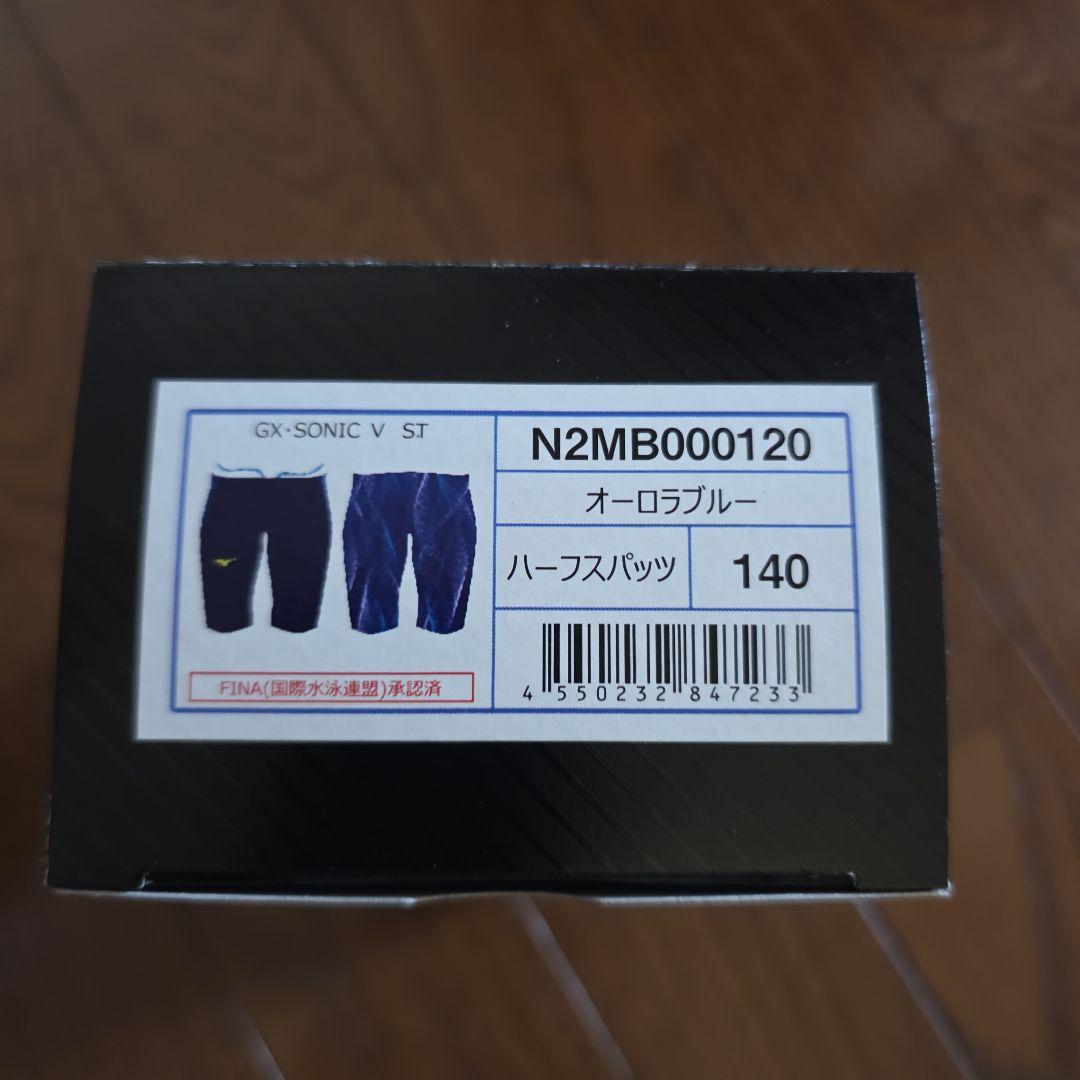 GX・SONIC V ST
N2MB000120
オーロラブルー
ハーフスパッツ
140
FINA(国際水泳連盟)承認済
4 550232 847233